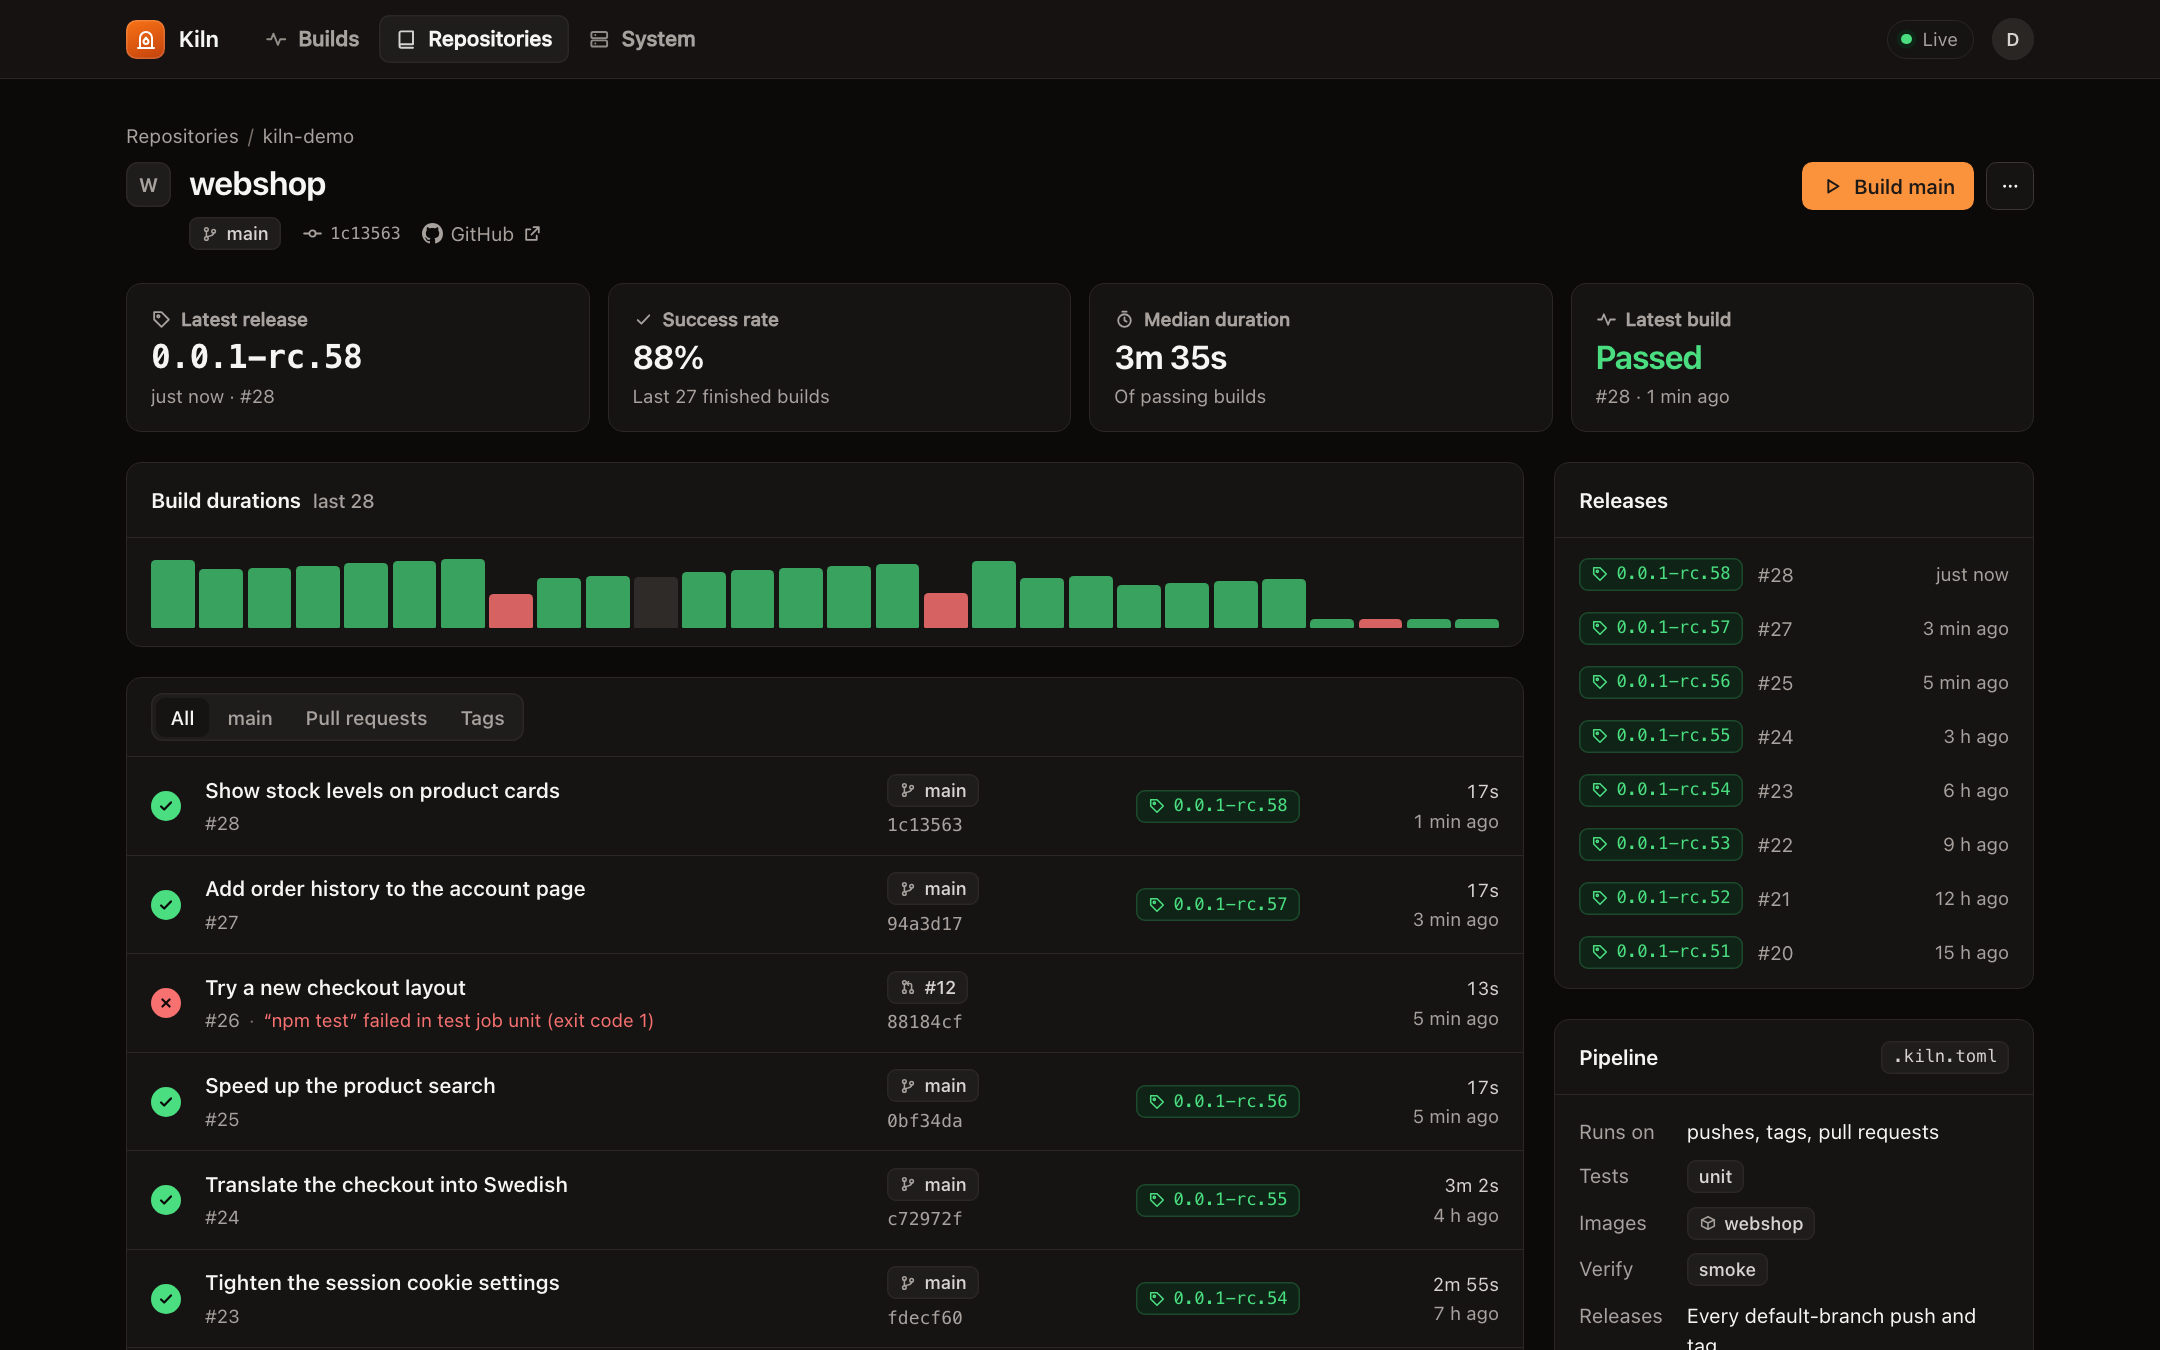 Kiln
Builds
Repositories
System
Live
D
Repositories / kiln-demo
W
webshop
Build main
main
1c13563
GitHub
Latest release
0.0.1-rc.58
just now · #28
Success rate
88%
Last 27 finished builds
Median duration
3m 35s
Of passing builds
Latest build
Passed
#28 · 1 min ago
Build durations last 28
All main Pull requests Tags
Show stock levels on product cards
#28
main
1c13563
0.0.1-rc.58
17s
1 min ago
Add order history to the account page
#27
main
94a3d17
0.0.1-rc.57
17s
3 min ago
Try a new checkout layout
#26 · “npm test” failed in test job unit (exit code 1)
#12
88184cf
13s
5 min ago
Speed up the product search
#25
main
0bf34da
0.0.1-rc.56
17s
5 min ago
Translate the checkout into Swedish
#24
main
c72972f
0.0.1-rc.55
3m 2s
4 h ago
Tighten the session cookie settings
#23
main
fdecf60
0.0.1-rc.54
2m 55s
7 h ago
Releases
0.0.1-rc.58 #28 just now
0.0.1-rc.57 #27 3 min ago
0.0.1-rc.56 #25 5 min ago
0.0.1-rc.55 #24 3 h ago
0.0.1-rc.54 #23 6 h ago
0.0.1-rc.53 #22 9 h ago
0.0.1-rc.52 #21 12 h ago
0.0.1-rc.51 #20 15 h ago
Pipeline
.kiln.toml
Runs on pushes, tags, pull requests
Tests unit
Images webshop
Verify smoke
Releases Every default-branch push and
tag